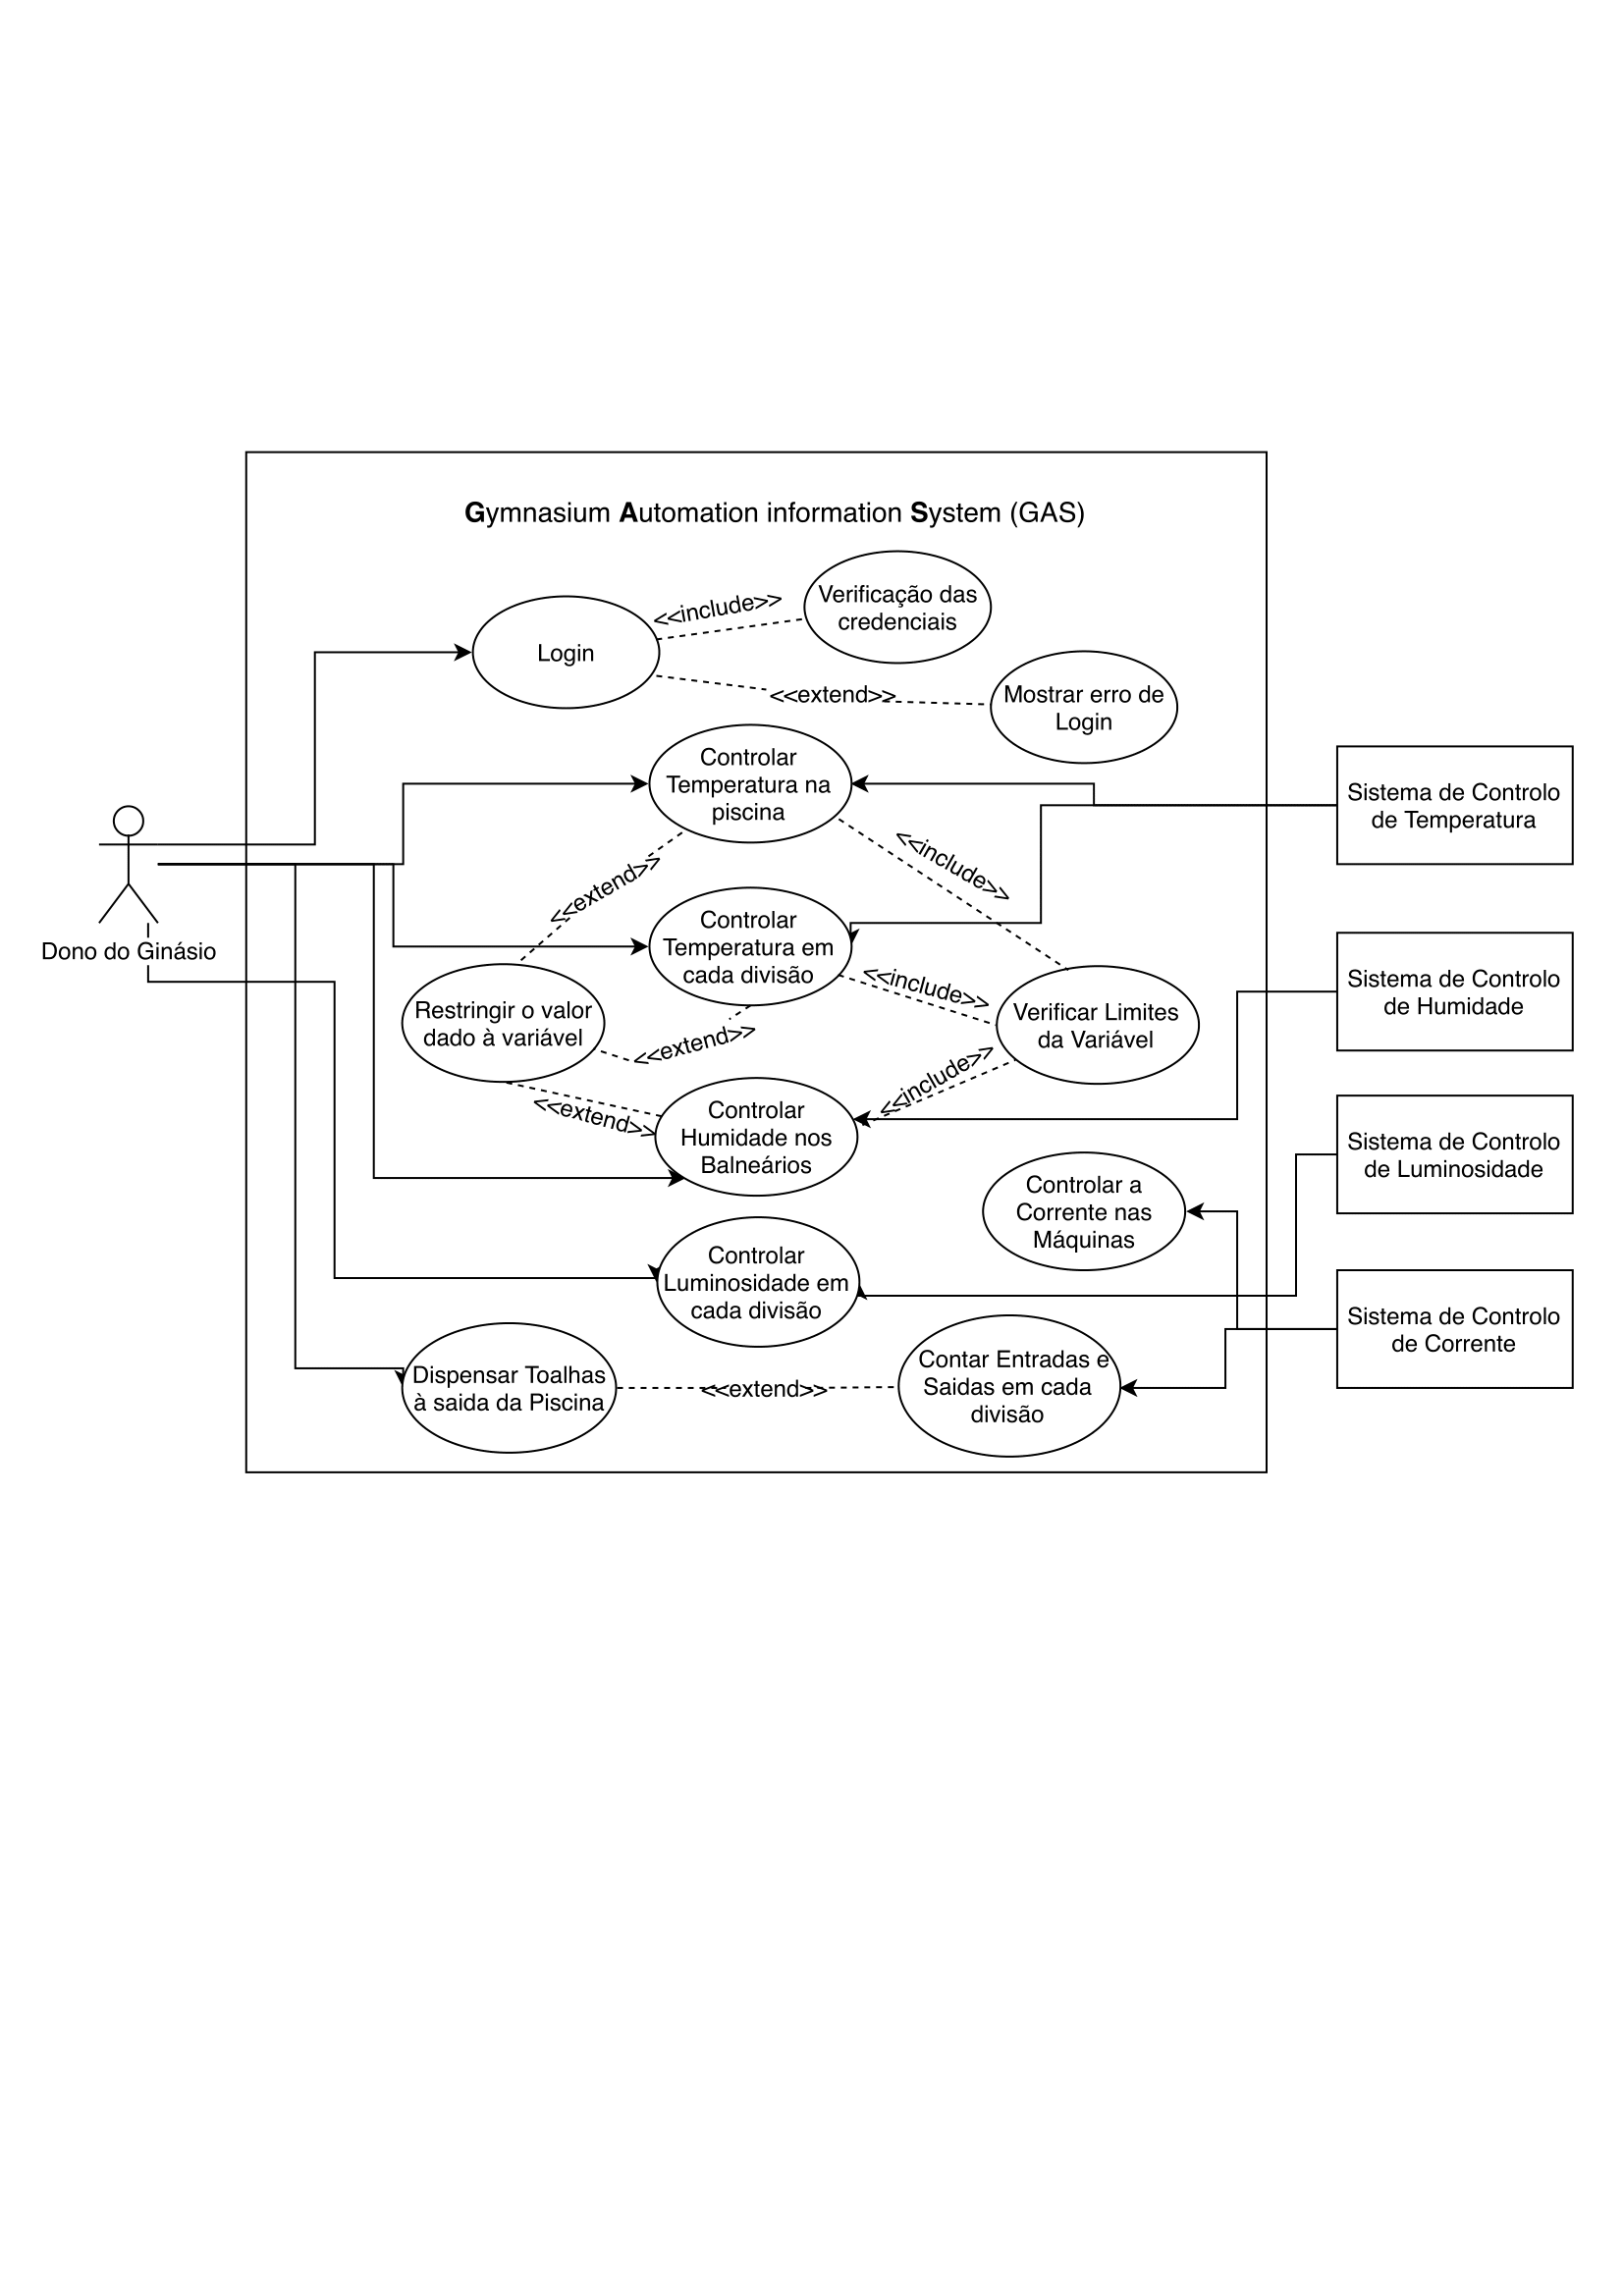 Gymnasium Automation information System (GAS)
Verificação das
credenciais
<<include>>
Login
<<extend>>
Mostrar erro de
Login
Controlar
Temperatura na
piscina
Sistema de Controlo
de Temperatura
<<include>>
<<extend>>
Controlar
Temperatura em
cada divisão
Dono do Ginásio
Sistema de Controlo
de Humidade
<<include>>
Restringir o valor
dado à variável
Verificar Limites
da Variável
<<extend>>
<<include>>
<<extend>>
Controlar
Humidade nos
Balneários
Sistema de Controlo
de Luminosidade
Controlar a
Corrente nas
Máquinas
Controlar
Luminosidade em
cada divisão
Sistema de Controlo
de Corrente
Dispensar Toalhas
à saida da Piscina
<<extend>>
Contar Entradas e
Saidas em cada
divisão